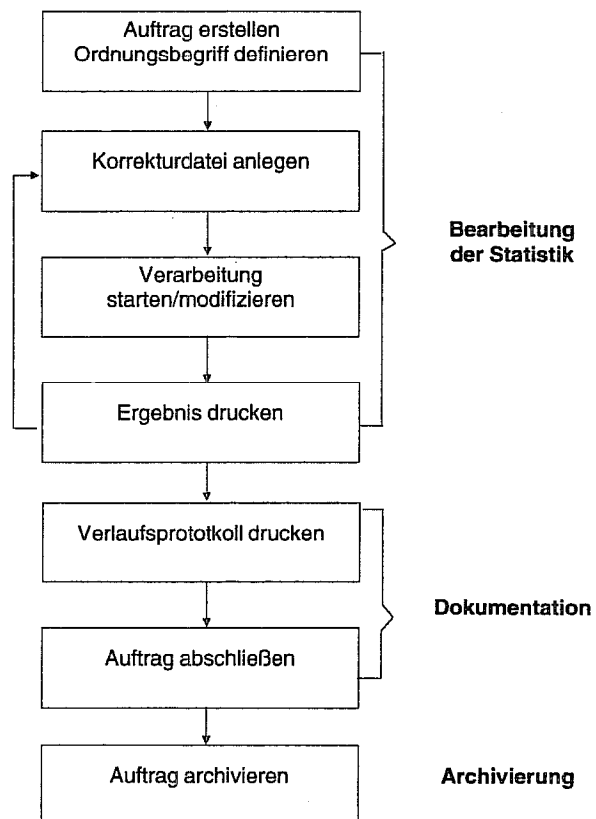 Auftrag erstellen
Ordnungsbegriff definieren
Korrekturdatei anlegen
Bearbeitung
der Statistik
Verarbeitung
starten/modifizieren
Ergebnis drucken
Verlaufsprototkoll drucken
Dokumentation
Auftrag abschließen
Auftrag archivieren
Archivierung